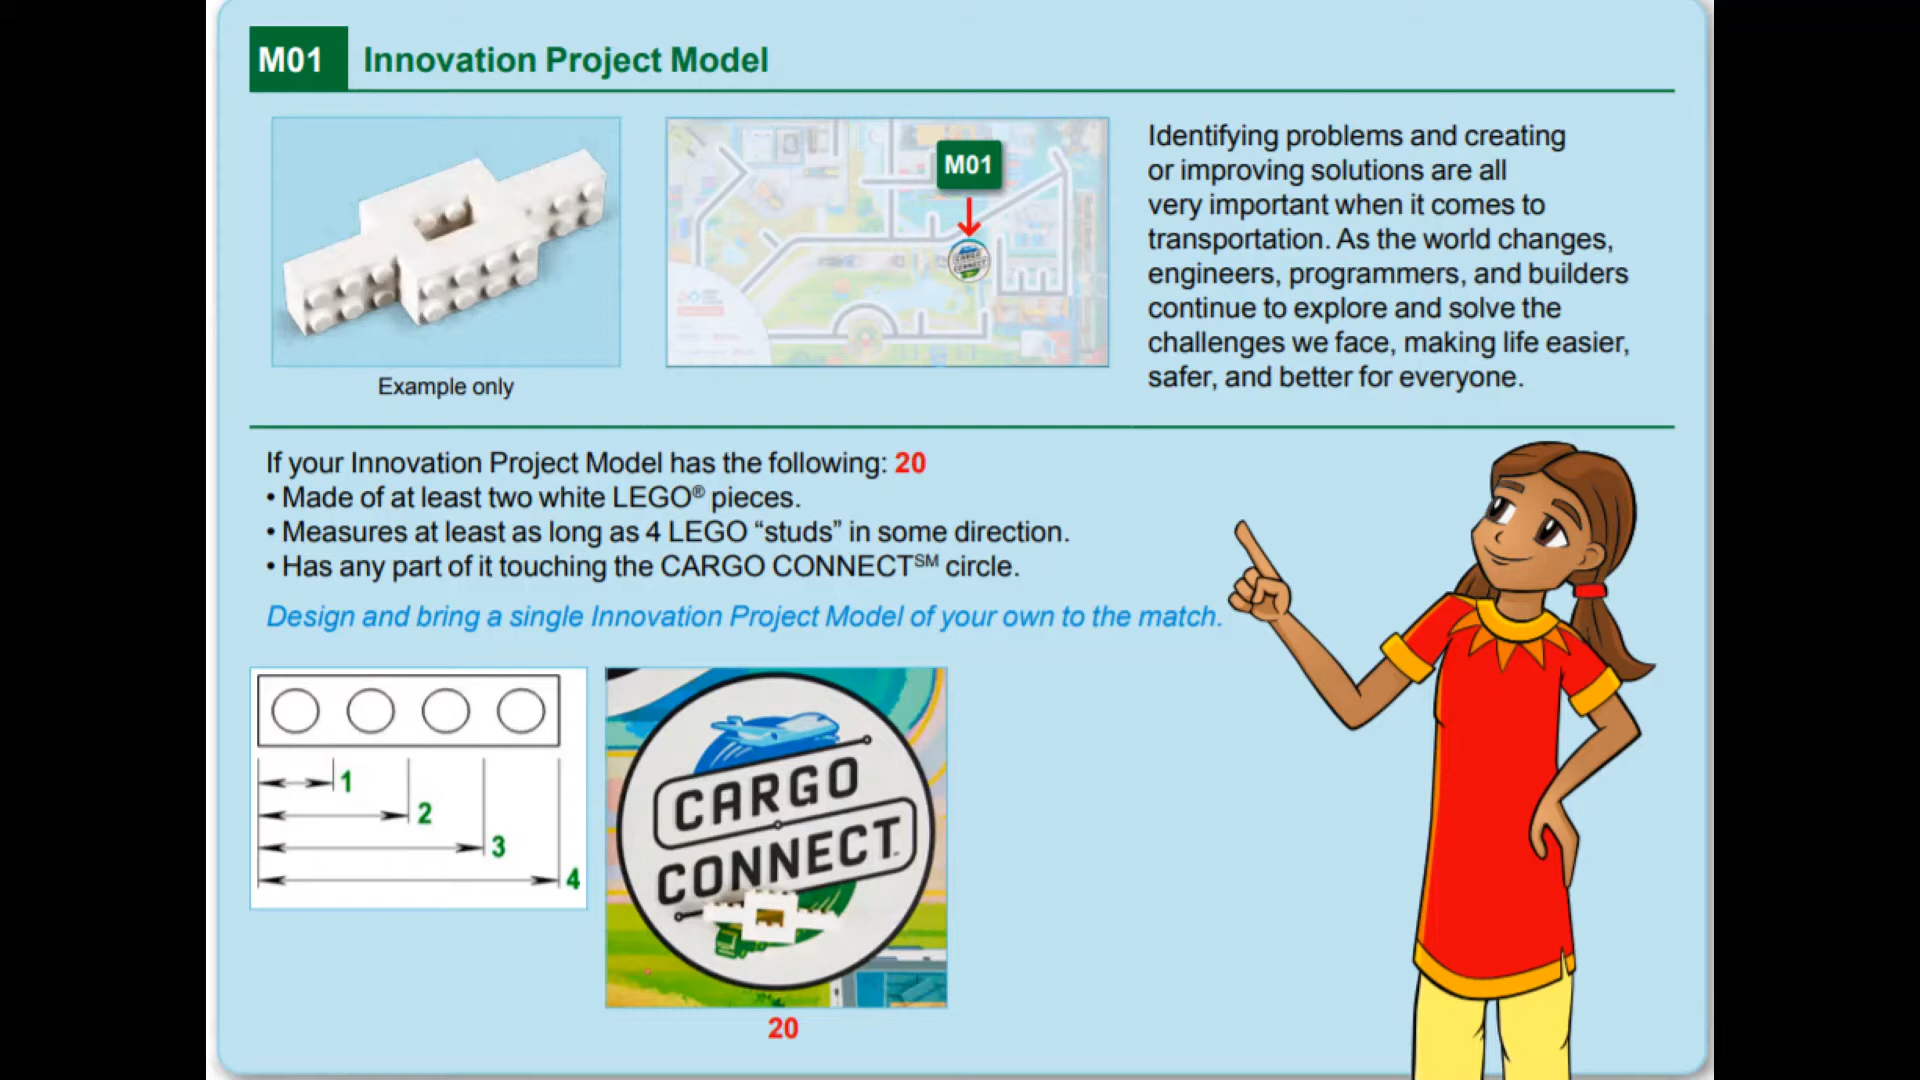 M01 Innovation Project Model
M01
CARGO
CONNECT
Example only
Identifying problems and creating
or improving solutions are all
very important when it comes to
transportation. As the world changes,
engineers, programmers, and builders
continue to explore and solve the
challenges we face, making life easier,
safer, and better for everyone.
If your Innovation Project Model has the following: 20
• Made of at least two white LEGO® pieces.
• Measures at least as long as 4 LEGO “studs” in some direction.
• Has any part of it touching the CARGO CONNECT℠ circle.
Design and bring a single Innovation Project Model of your own to the match.
1
2
3
4
CARGO
CONNECT
20